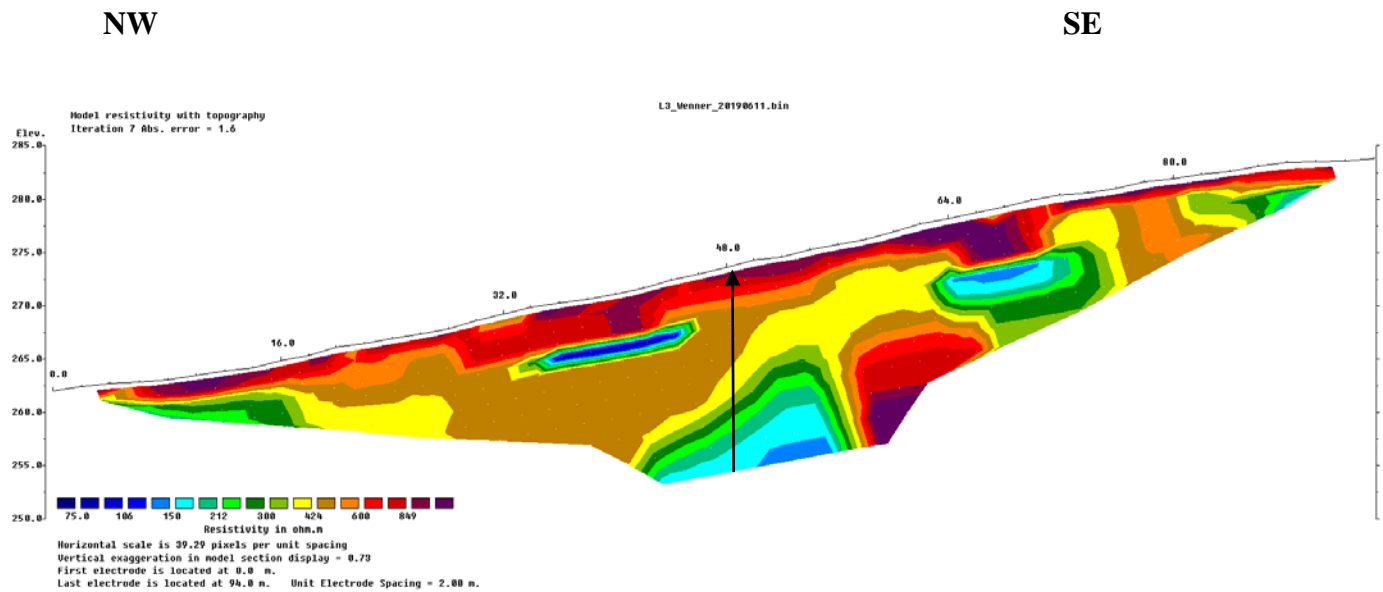 NW SE
L3_Wenner_20190611.bin
Model resistivity with topography
Iteration 7 Abs. error = 1.6
Elev.
285.0
280.0
275.0
270.0
265.0
260.0
255.0
250.0
0.0 16.0 32.0 48.0 64.0 80.0
75.0 106 150 212 300 424 600 849
Resistivity in ohm.m
Horizontal scale is 39.29 pixels per unit spacing
Vertical exaggeration in model section display = 0.73
First electrode is located at 0.0 m.
Last electrode is located at 94.0 m. Unit Electrode Spacing = 2.00 m.